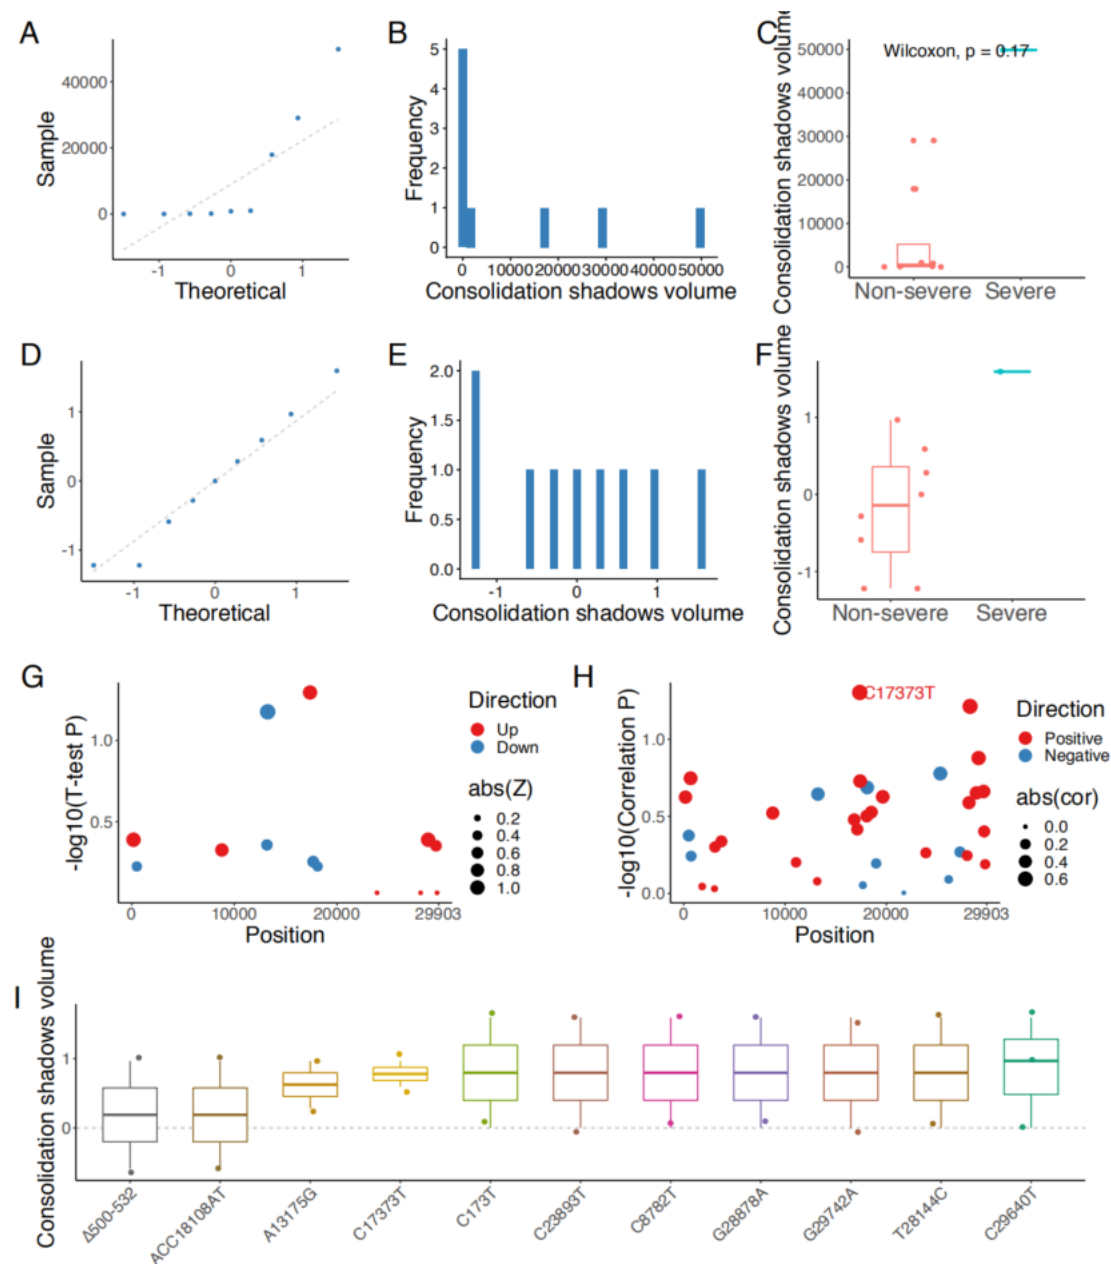 A
Sample
40000
20000
0
-1
0
1
Theoretical
B
Frequency
5
4
3
2
1
0
0 10000 20000 30000 40000 50000
Consolidation shadows volume
C
Consolidation shadows volume
Wilcoxon, p = 0.17
50000
40000
30000
20000
10000
0
Non-severe Severe
D
Sample
1
0
-1
-1
0
1
Theoretical
E
Frequency
2.0
1.5
1.0
0.5
0.0
-1
0
1
Consolidation shadows volume
F
Consolidation shadows volume
1
0
-1
Non-severe Severe
G
-log10(T-test P)
1.0
0.5
0 10000 20000 29903
Position
Direction
Up
Down
abs(Z)
0.2
0.4
0.6
0.8
1.0
H
-log10(Correlation P)
C17373T
1.0
0.5
0.0
0 10000 20000 29903
Position
Direction
Positive
Negative
abs(cor)
0.0
0.2
0.4
0.6
I
Consolidation shadows volume
1
0
Δ500-532
ACC18108AT
A13175G
C17373T
C173T
C23893T
C8782T
G28878A
G29742A
T28144C
C29640T